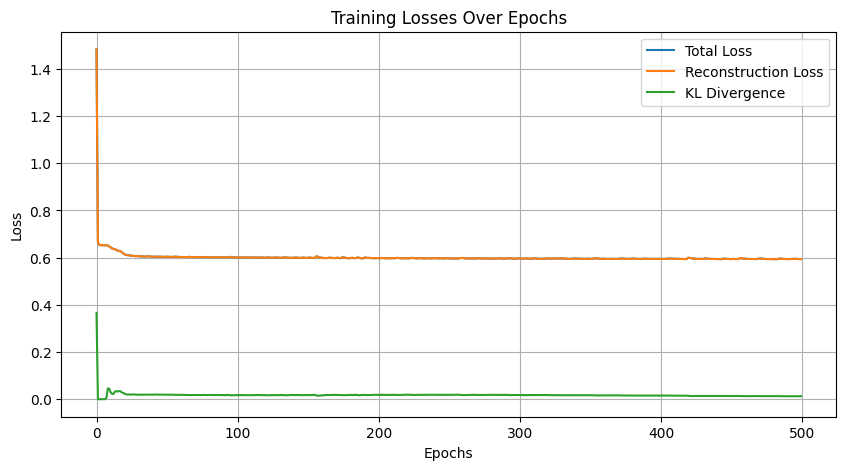 Training Losses Over Epochs
Total Loss
Reconstruction Loss
KL Divergence
1.4
1.2
1.0
0.8
0.6
0.4
0.2
0.0
Loss
0 100 200 300 400 500
Epochs